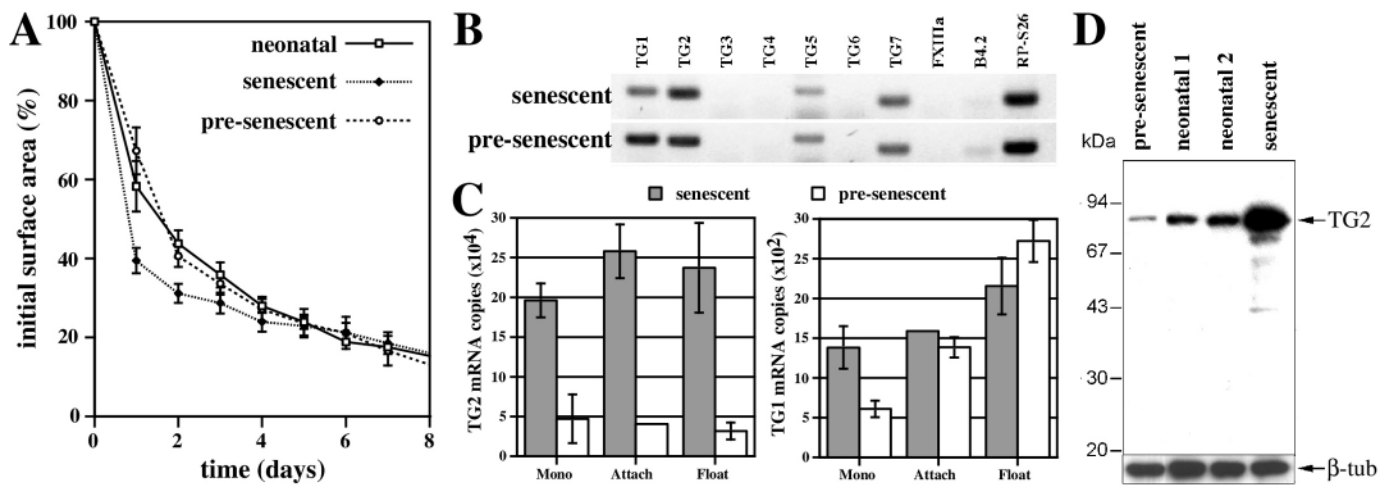 A
initial surface area (%)
100
80
60
40
20
0
0 2 4 6 8
time (days)
neonatal
senescent
pre-senescent
B
TG1 TG2 TG3 TG4 TG5 TG6 TG7 FXIIIa B4.2 RP-S26
senescent
pre-senescent
C
senescent pre-senescent
TG2 mRNA copies (x10⁴)
30
25
20
15
10
5
0
Mono Attach Float
TG1 mRNA copies (x10²)
30
25
20
15
10
5
0
Mono Attach Float
D
pre-senescent neonatal 1 neonatal 2 senescent
kDa
94
67
43
30
20
TG2
β-tub